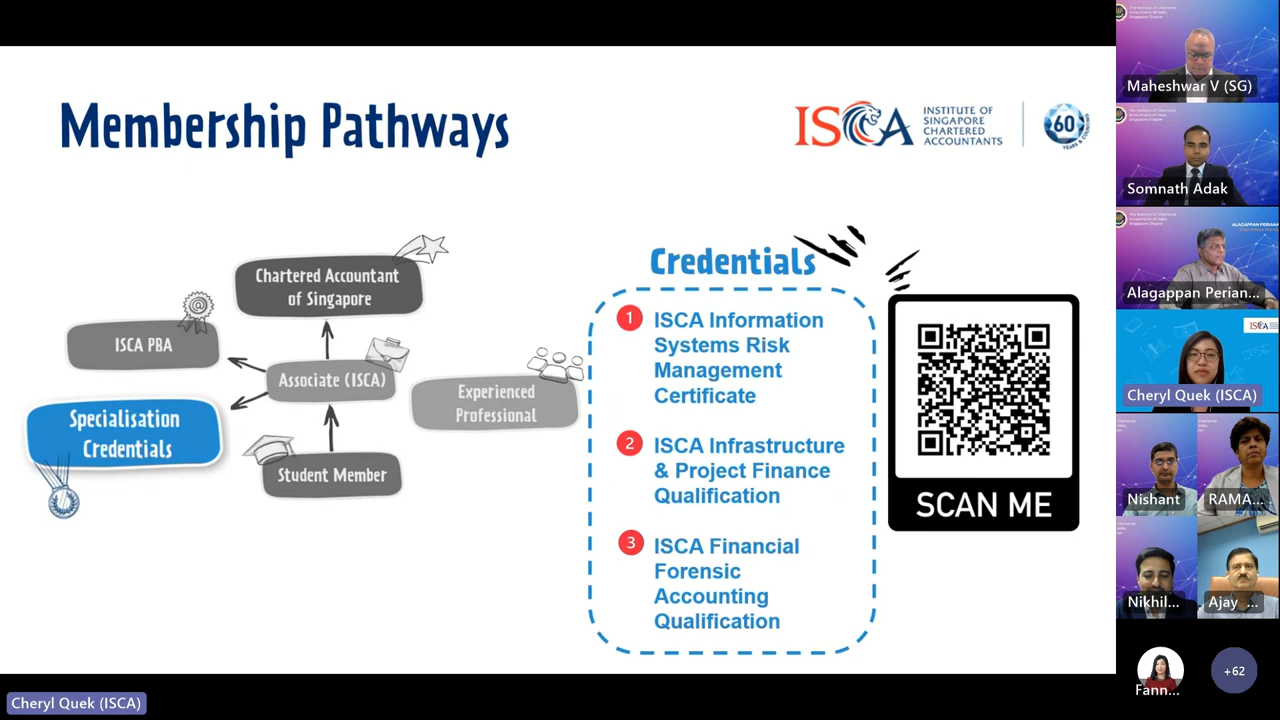 Membership Pathways
ISCA
INSTITUTE OF
SINGAPORE
CHARTERED
ACCOUNTANTS
60
YEARS
Chartered Accountant
of Singapore
ISCA PBA
Associate (ISCA)
Experienced
Professional
Specialisation
Credentials
Student Member
Credentials
1 ISCA Information
Systems Risk
Management
Certificate
2 ISCA Infrastructure
& Project Finance
Qualification
3 ISCA Financial
Forensic
Accounting
Qualification
SCAN ME
Maheshwar V (SG)
Somnath Adak
Alagappan Perian...
ISCA
Cheryl Quek (ISCA)
Nishant
RAMA...
Nikhil...
Ajay ...
Fann...
+62
Cheryl Quek (ISCA)